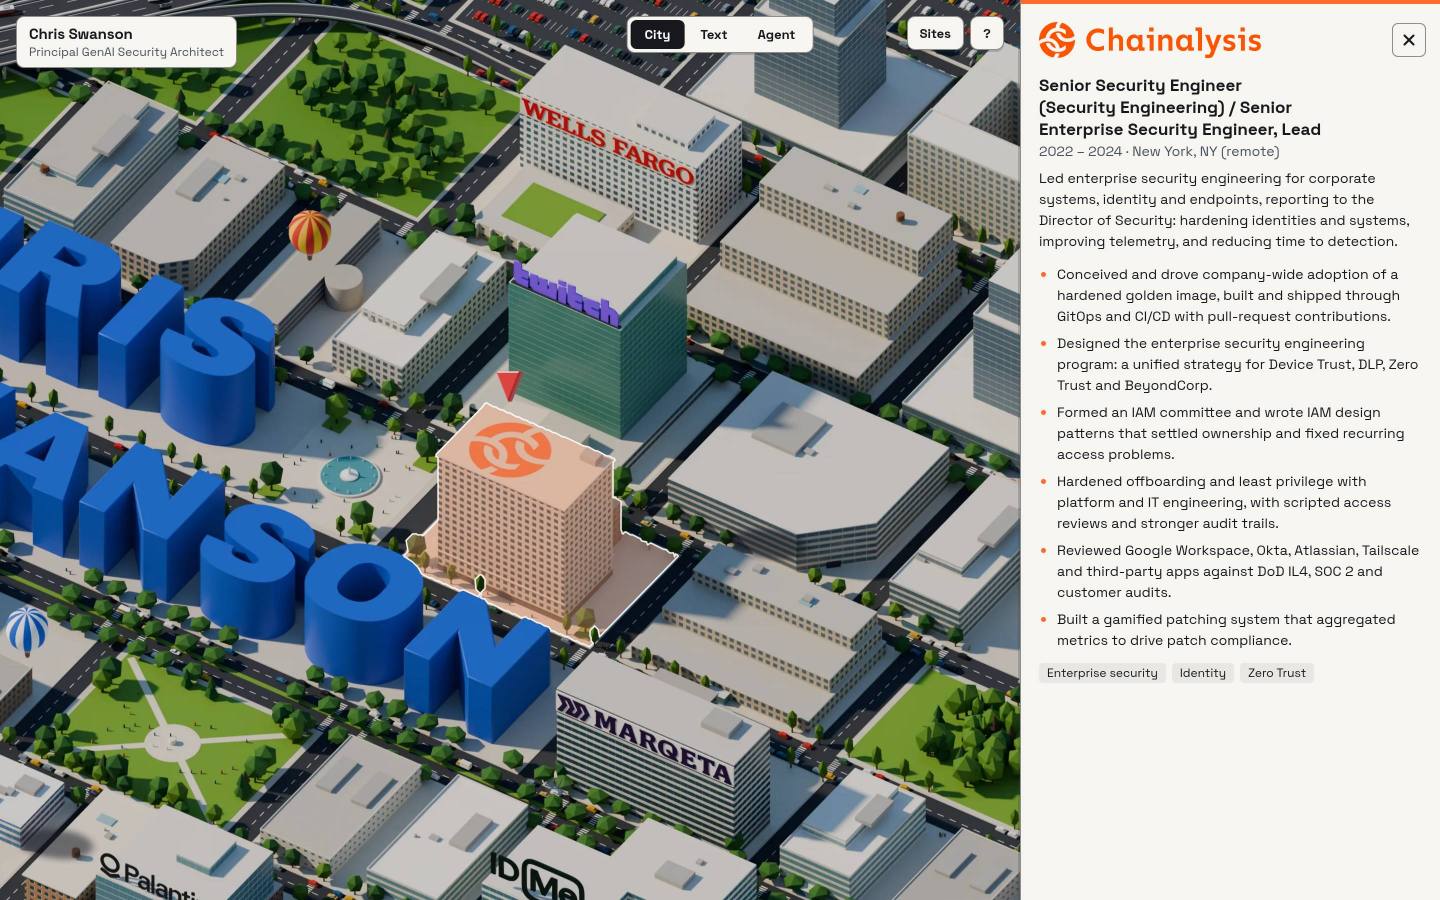 Chris Swanson
Principal GenAI Security Architect
City
Text
Agent
Sites
?
WELLS FARGO
twitch
RIS
ANSON
MARQETA
Palanti
ID Me
Chainalysis
Senior Security Engineer
(Security Engineering) / Senior
Enterprise Security Engineer, Lead
2022 – 2024 · New York, NY (remote)
Led enterprise security engineering for corporate
systems, identity and endpoints, reporting to the
Director of Security: hardening identities and systems,
improving telemetry, and reducing time to detection.
• Conceived and drove company-wide adoption of a
hardened golden image, built and shipped through
GitOps and CI/CD with pull-request contributions.
• Designed the enterprise security engineering
program: a unified strategy for Device Trust, DLP, Zero
Trust and BeyondCorp.
• Formed an IAM committee and wrote IAM design
patterns that settled ownership and fixed recurring
access problems.
• Hardened offboarding and least privilege with
platform and IT engineering, with scripted access
reviews and stronger audit trails.
• Reviewed Google Workspace, Okta, Atlassian, Tailscale
and third-party apps against DoD IL4, SOC 2 and
customer audits.
• Built a gamified patching system that aggregated
metrics to drive patch compliance.
Enterprise security
Identity
Zero Trust